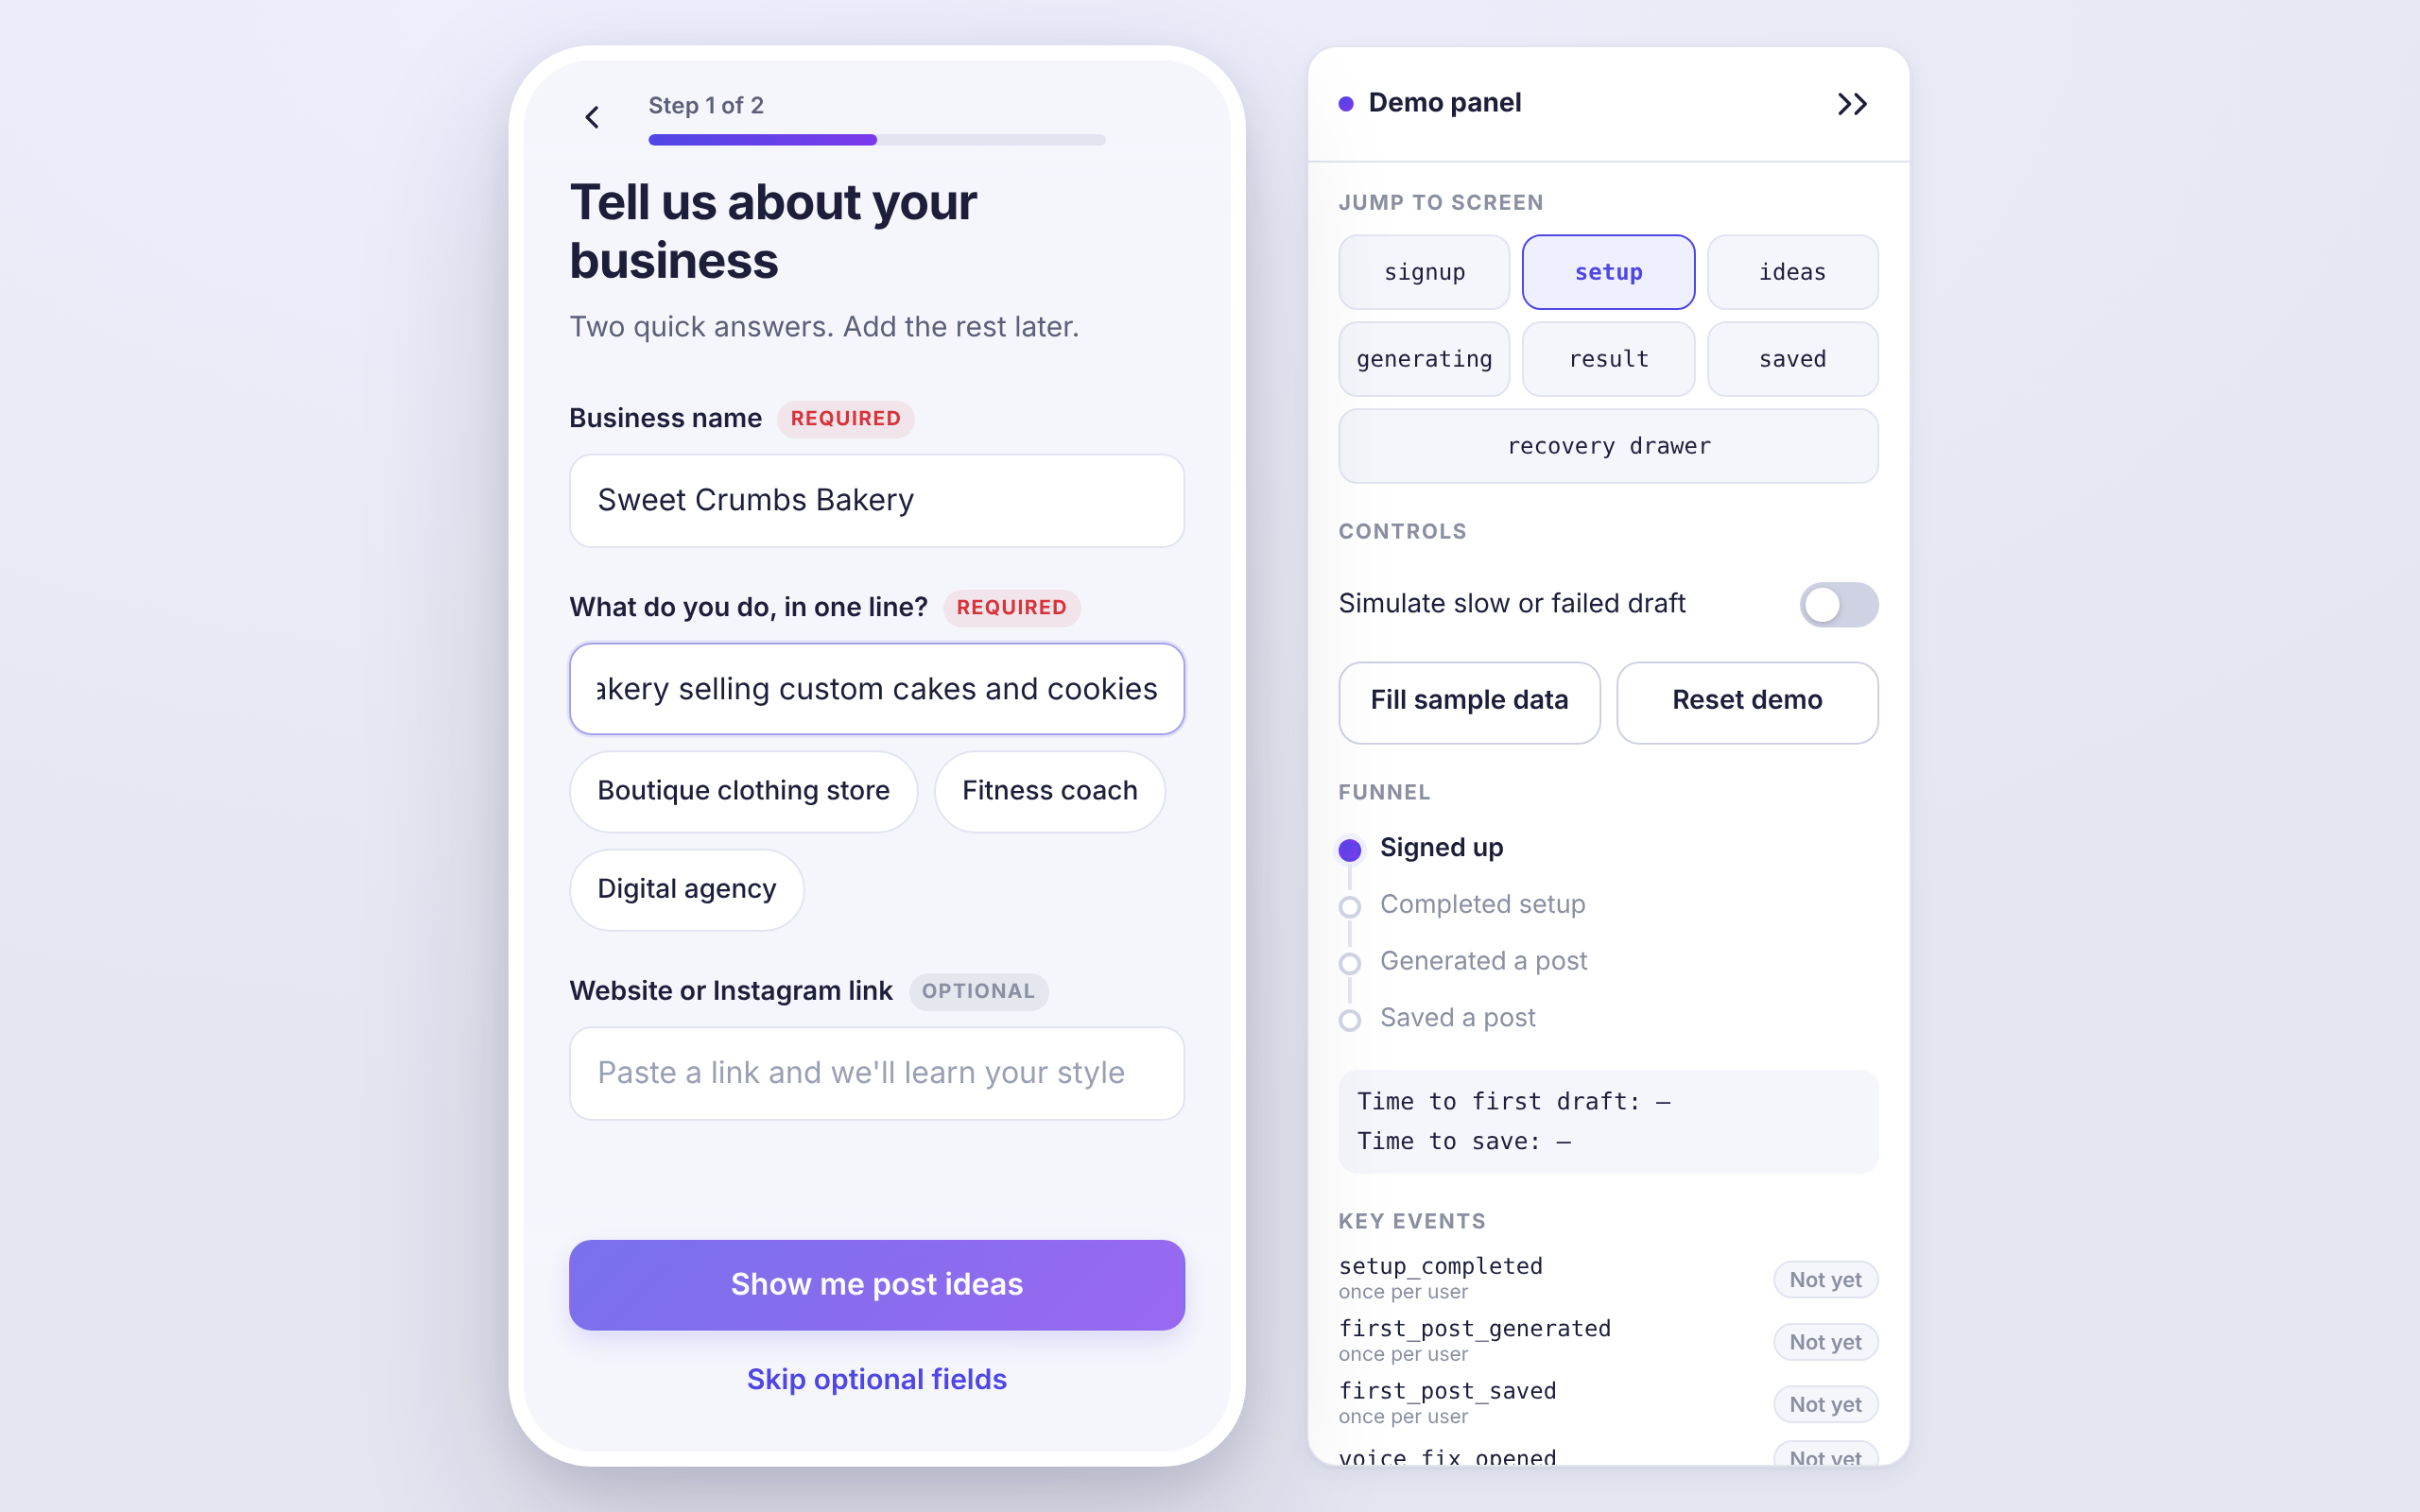 Step 1 of 2
Tell us about your
business
Two quick answers. Add the rest later.
Business name REQUIRED
Sweet Crumbs Bakery
What do you do, in one line? REQUIRED
akery selling custom cakes and cookies
Boutique clothing store Fitness coach
Digital agency
Website or Instagram link OPTIONAL
Paste a link and we'll learn your style
Show me post ideas
Skip optional fields
Demo panel
JUMP TO SCREEN
signup setup ideas
generating result saved
recovery drawer
CONTROLS
Simulate slow or failed draft
Fill sample data Reset demo
FUNNEL
Signed up
Completed setup
Generated a post
Saved a post
Time to first draft: —
Time to save: —
KEY EVENTS
setup_completed Not yet
once per user
first_post_generated Not yet
once per user
first_post_saved Not yet
once per user
voice_fix_opened Not yet